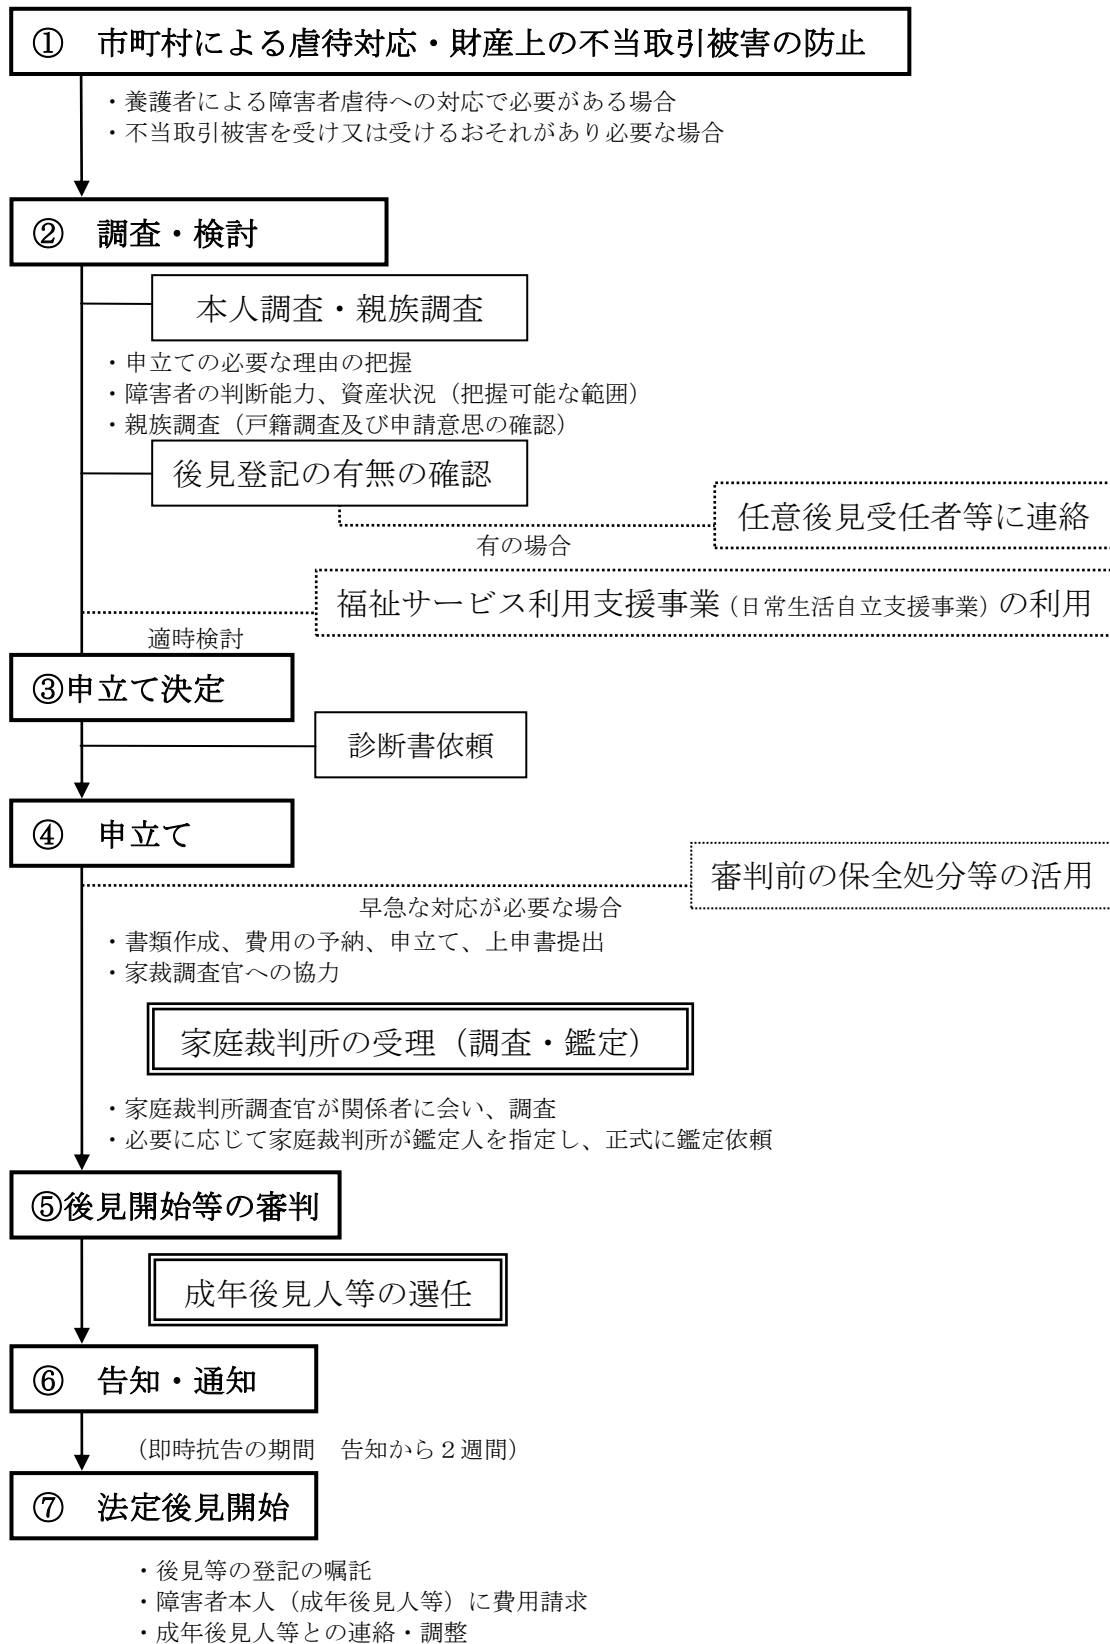 ①　市町村による虐待対応・財産上の不当取引被害の防止
・養護者による障害者虐待への対応で必要がある場合
・不当取引被害を受け又は受けるおそれがあり必要な場合
②　調査・検討
本人調査・親族調査
・申立ての必要な理由の把握
・障害者の判断能力、資産状況（把握可能な範囲）
・親族調査（戸籍調査及び申請意思の確認）
後見登記の有無の確認
任意後見受任者等に連絡
有の場合
福祉サービス利用支援事業（日常生活自立支援事業）の利用
適時検討
③申立て決定
診断書依頼
④　申立て
審判前の保全処分等の活用
早急な対応が必要な場合
・書類作成、費用の予納、申立て、上申書提出
・家裁調査官への協力
家庭裁判所の受理（調査・鑑定）
・家庭裁判所調査官が関係者に会い、調査
・必要に応じて家庭裁判所が鑑定人を指定し、正式に鑑定依頼
⑤後見開始等の審判
成年後見人等の選任
⑥　告知・通知
（即時抗告の期間　告知から２週間）
⑦　法定後見開始
・後見等の登記の嘱託
・障害者本人（成年後見人等）に費用請求
・成年後見人等との連絡・調整